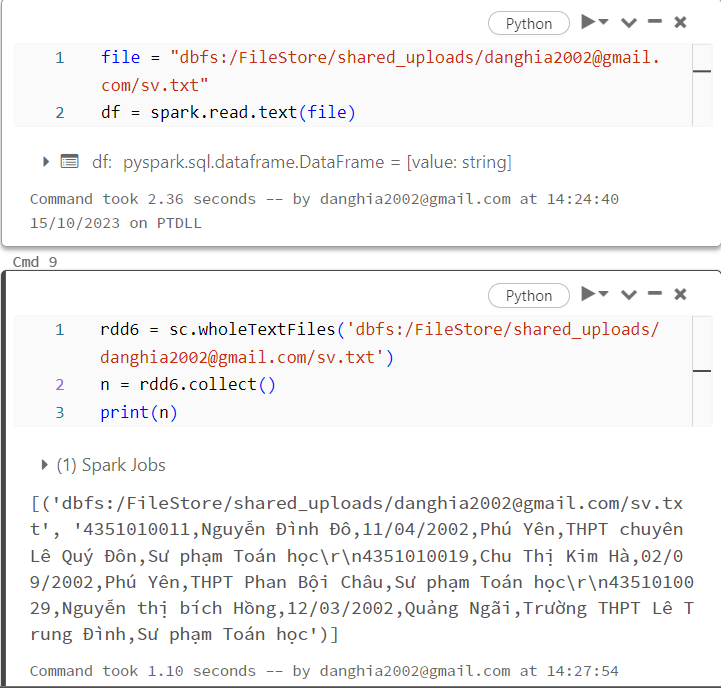 Python
1 file = "dbfs:/FileStore/shared_uploads/danghia2002@gmail.
com/sv.txt"
2 df = spark.read.text(file)
df: pyspark.sql.dataframe.DataFrame = [value: string]
Command took 2.36 seconds -- by danghia2002@gmail.com at 14:24:40
15/10/2023 on PTDLL
Cmd 9
Python
1 rdd6 = sc.wholeTextFiles('dbfs:/FileStore/shared_uploads/
danghia2002@gmail.com/sv.txt')
2 n = rdd6.collect()
3 print(n)
(1) Spark Jobs
[('dbfs:/FileStore/shared_uploads/danghia2002@gmail.com/sv.tx
t', '4351010011,Nguyễn Đình Đô,11/04/2002,Phú Yên,THPT chuyên
Lê Quý Đôn,Sư phạm Toán học\r\n4351010019,Chu Thị Kim Hà,02/0
9/2002,Phú Yên,THPT Phan Bội Châu,Sư phạm Toán học\r\n43510100
29,Nguyễn thị bích Hồng,12/03/2002,Quảng Ngãi,Trường THPT Lê T
rung Đình,Sư phạm Toán học')]
Command took 1.10 seconds -- by danghia2002@gmail.com at 14:27:54